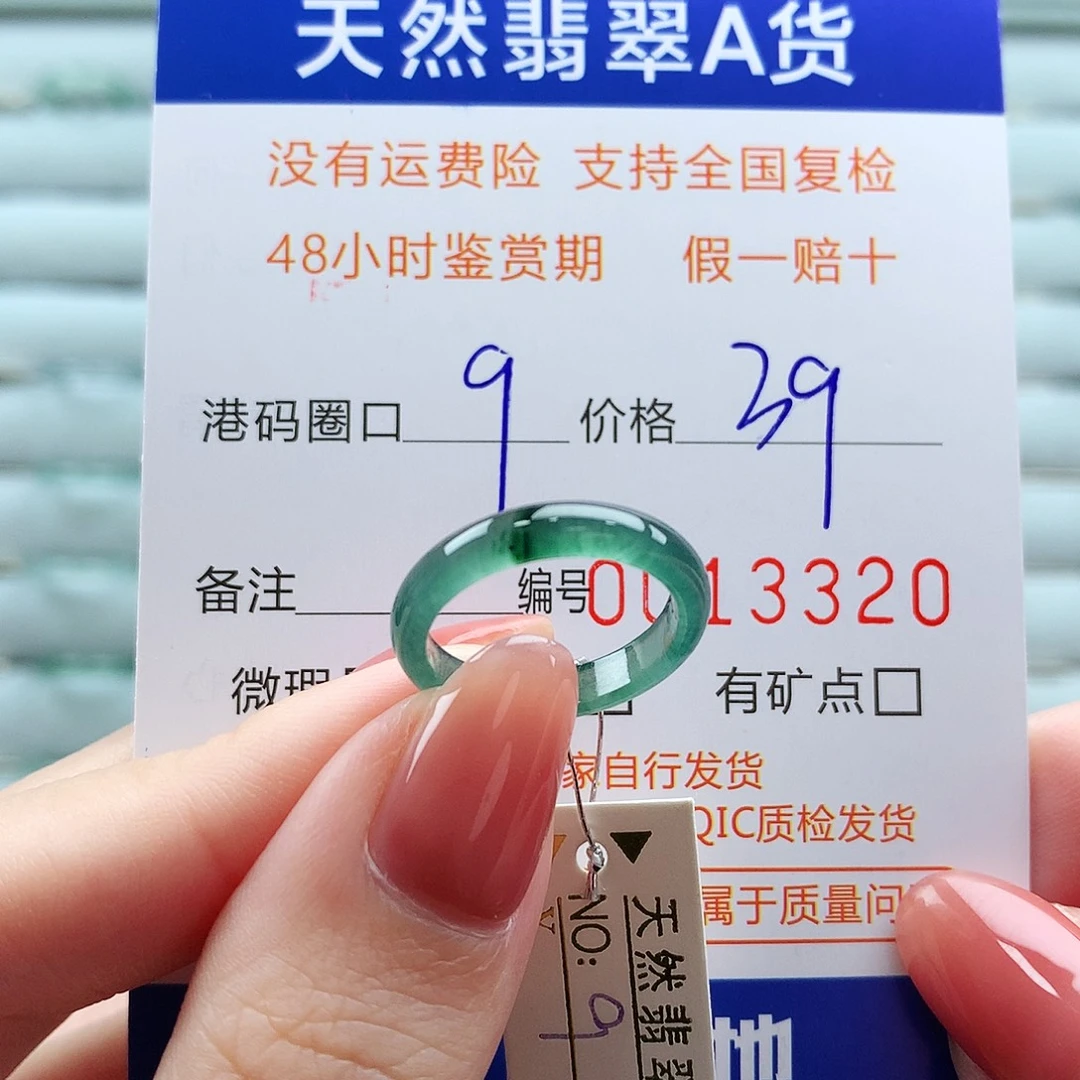 天然翡翠A货
没有运费险 支持全国复检
48小时鉴赏期 假一赔十
港码圈口 9 价格 39
备注 编号 0013320
微瑕 有矿点□
家自行发货
QIC质检发货
属于质量问
天然翡翠
NO: 9